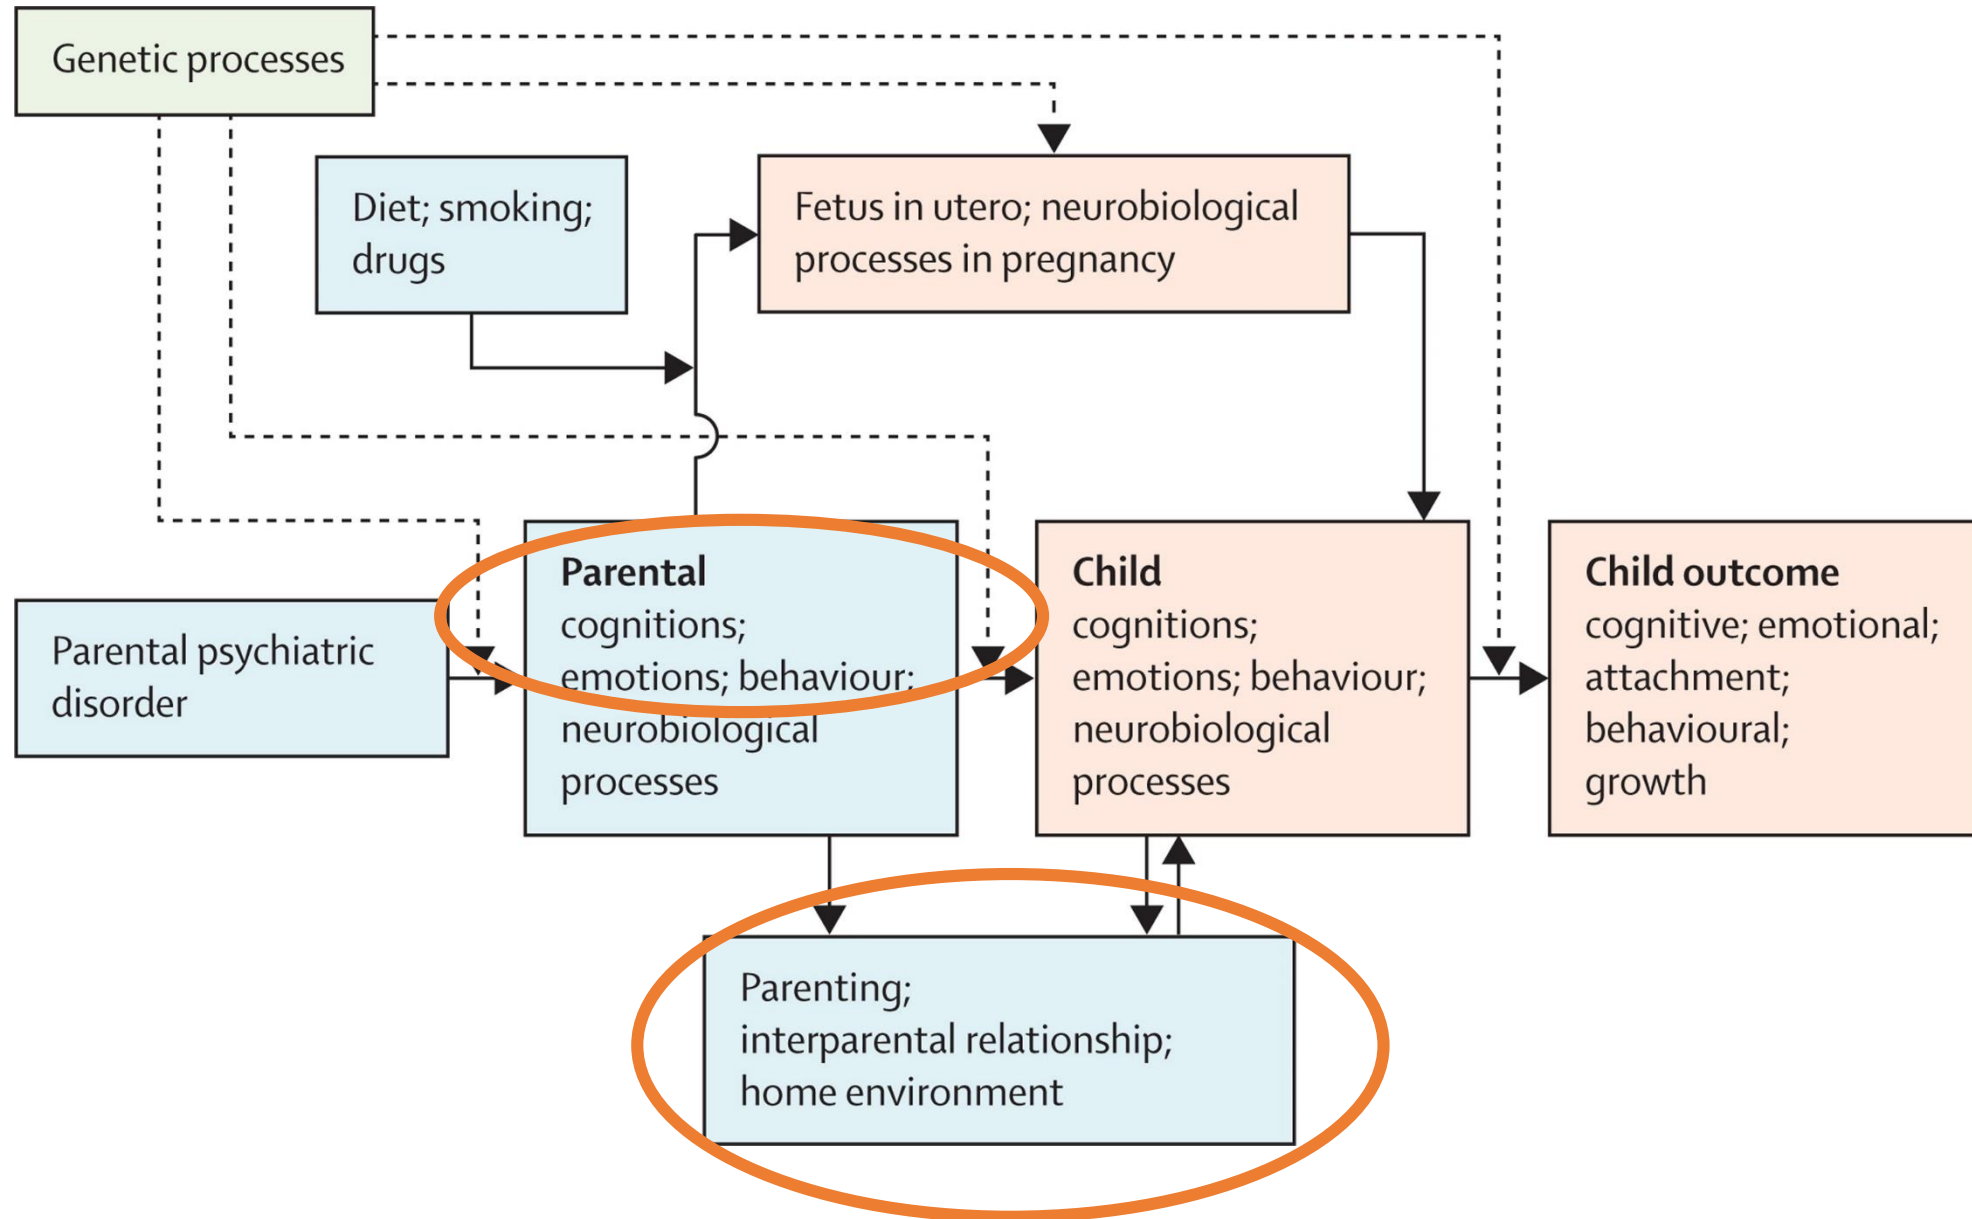 Genetic processes
Diet; smoking;
drugs
Fetus in utero; neurobiological
processes in pregnancy
Parental psychiatric
disorder
Parental
cognitions;
emotions; behaviour;
neurobiological
processes
Child
cognitions;
emotions; behaviour;
neurobiological
processes
Child outcome
cognitive; emotional;
attachment;
behavioural;
growth
Parenting;
interparental relationship;
home environment